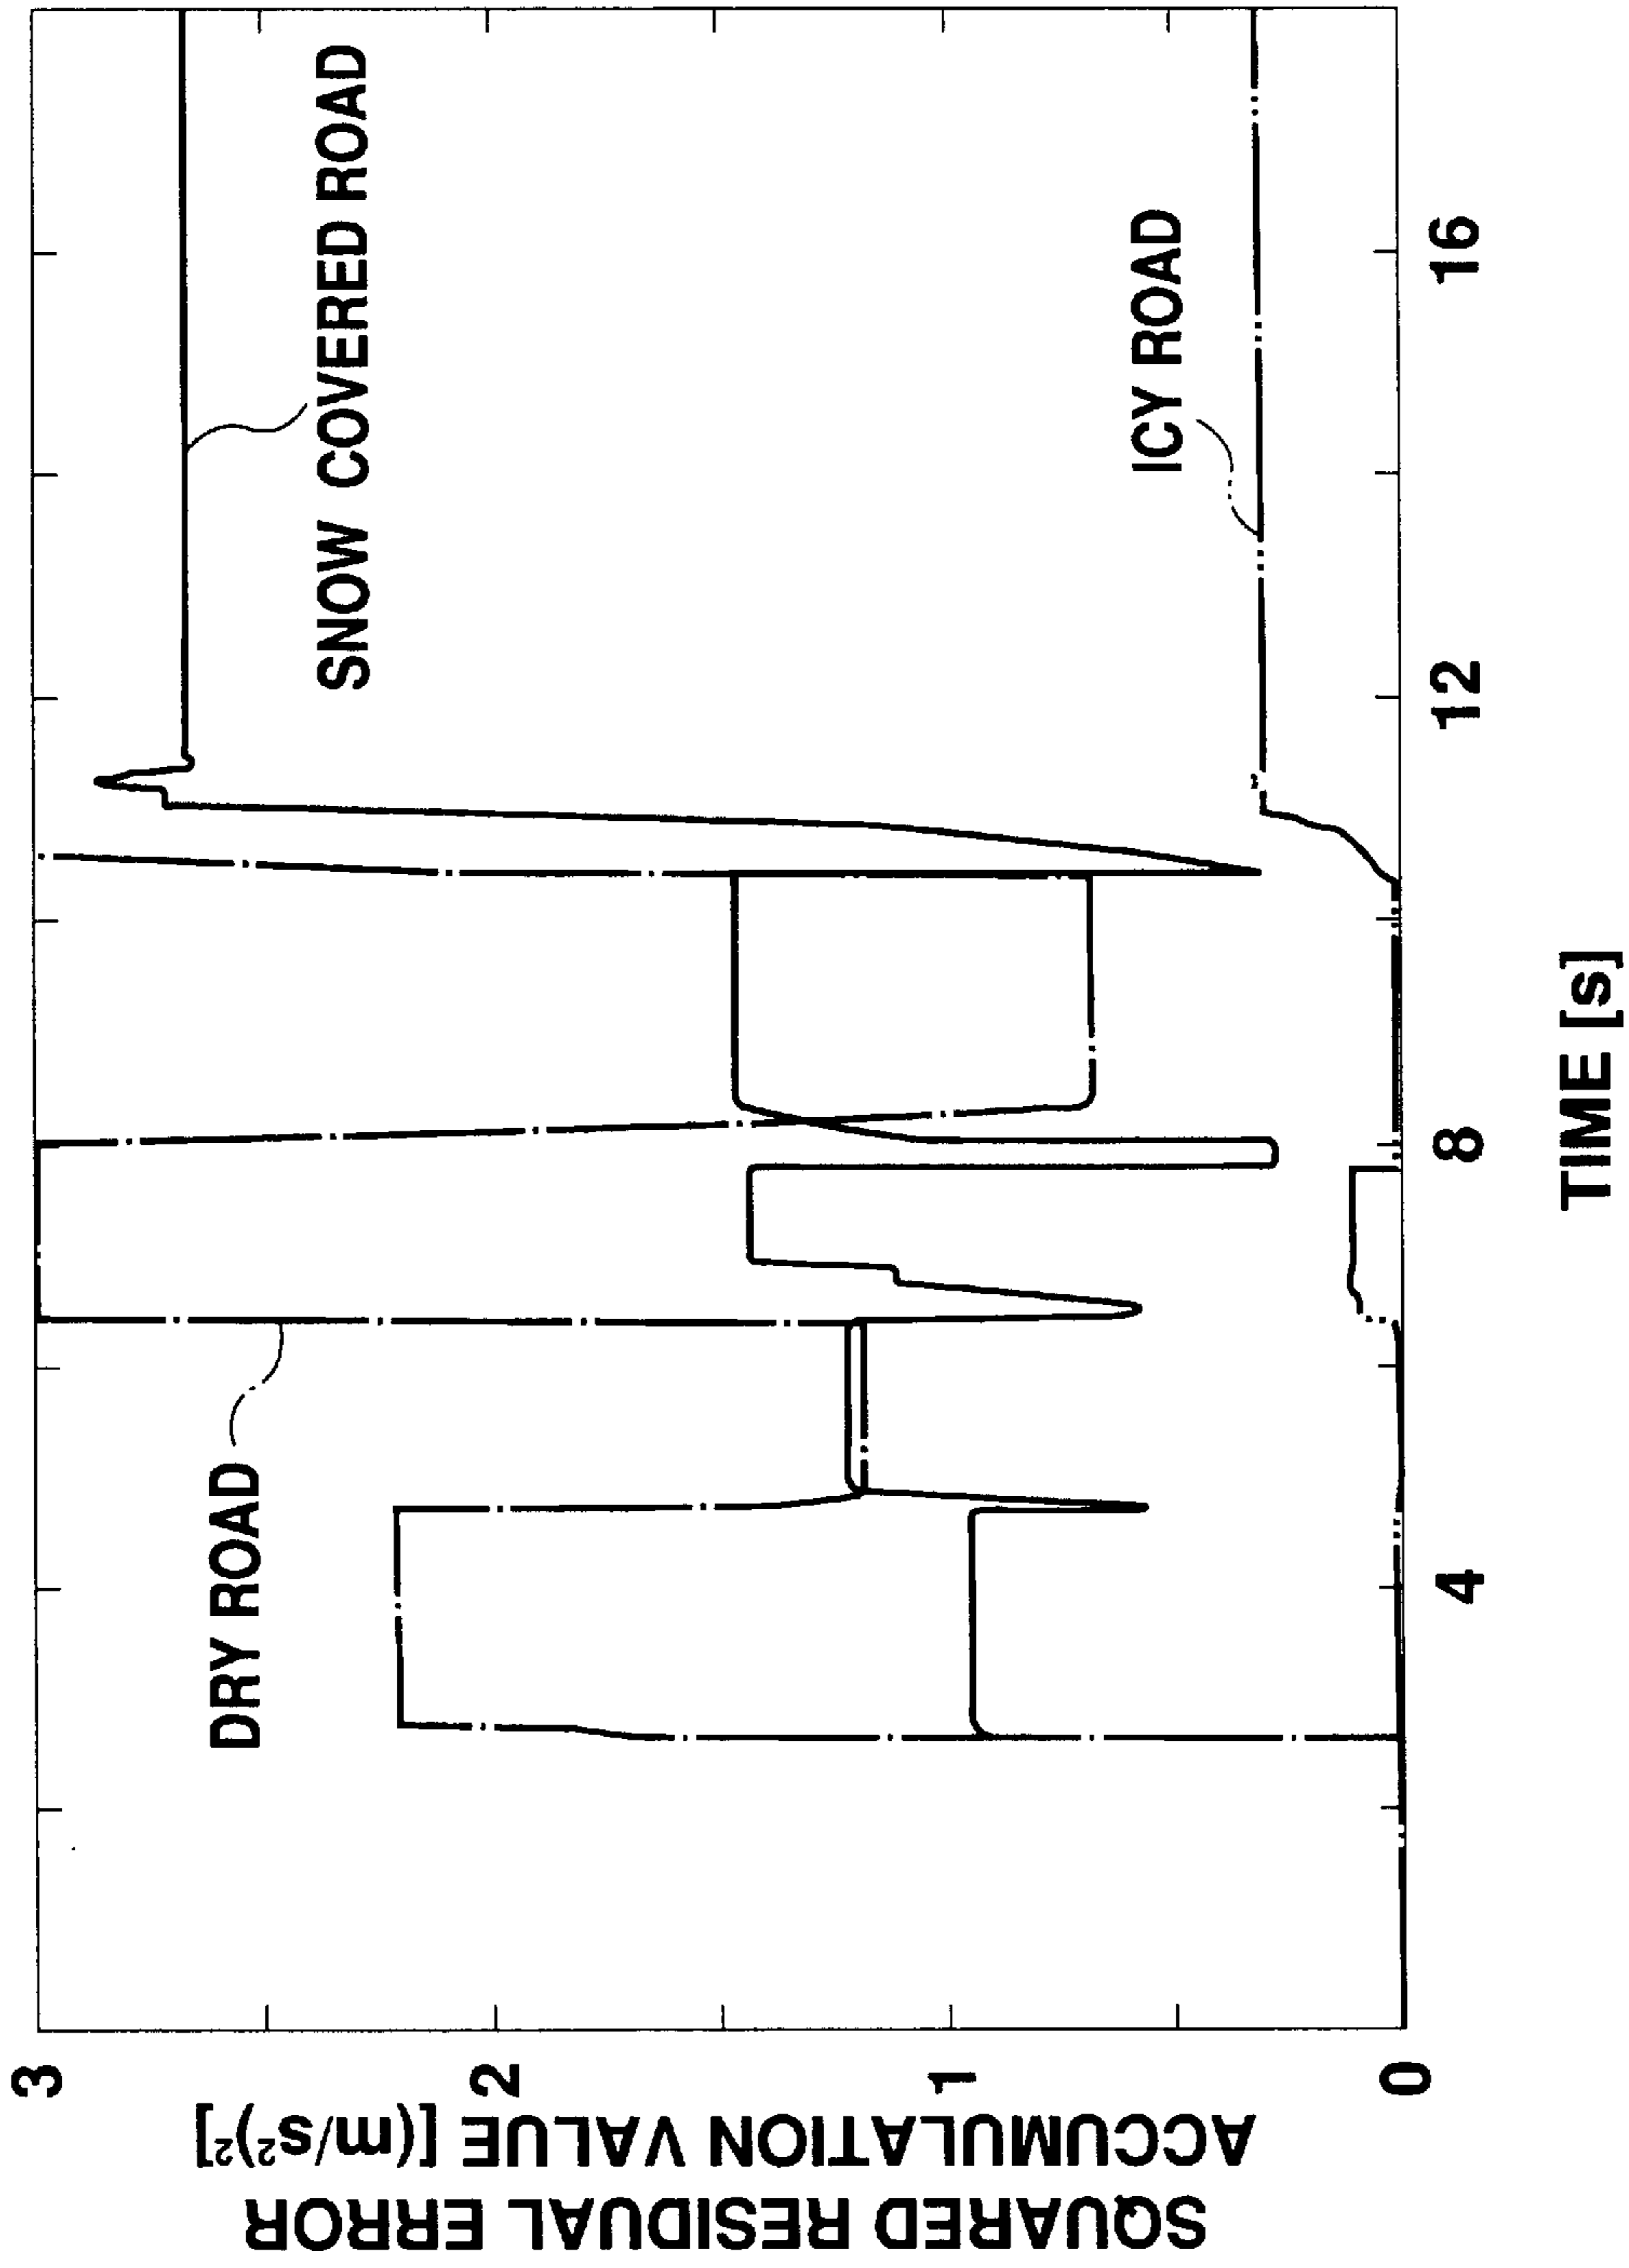 SQUARED RESIDUAL ERROR
ACCUMULATION VALUE [(m/s²)²]
3
2
1
0
DRY ROAD
SNOW COVERED ROAD
ICY ROAD
4
8
12
16
TIME [s]